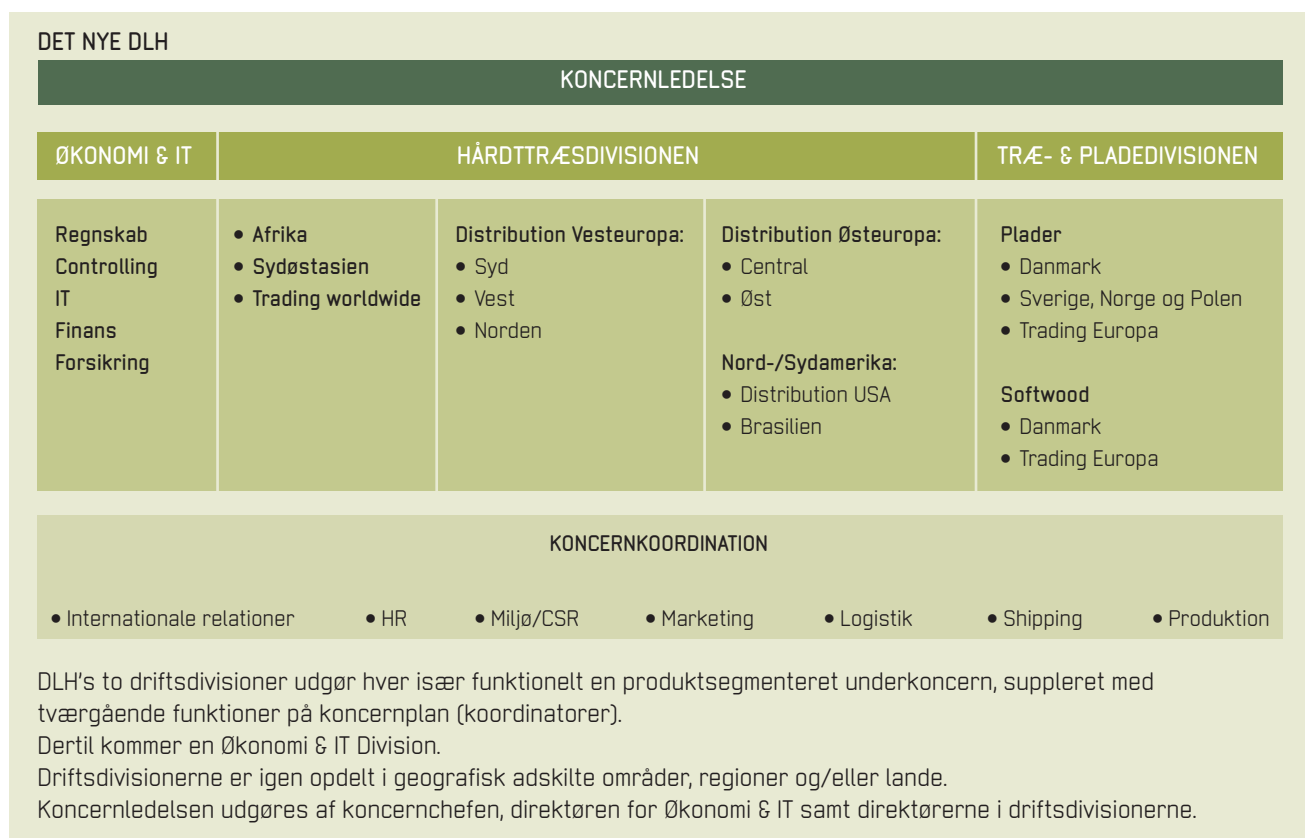 DET NYE DLH
KONCERNLEDELSE
ØKONOMI & IT
HÅRDTTRÆSDIVISIONEN
TRÆ- & PLADEDIVISIONEN
Regnskab
Controlling
IT
Finans
Forsikring
• Afrika
• Sydøstasien
• Trading worldwide
Distribution Vesteuropa:
• Syd
• Vest
• Norden
Distribution Østeuropa:
• Central
• Øst
Nord-/Sydamerika:
• Distribution USA
• Brasilien
Plader
• Danmark
• Sverige, Norge og Polen
• Trading Europa
Softwood
• Danmark
• Trading Europa
KONCERNKOORDINATION
• Internationale relationer • HR • Miljø/CSR • Marketing • Logistik • Shipping • Produktion
DLH's to driftsdivisioner udgør hver især funktionelt en produktsegmenteret underkoncern, suppleret med
tværgående funktioner på koncernplan (koordinatorer).
Dertil kommer en Økonomi & IT Division.
Driftsdivisionerne er igen opdelt i geografisk adskilte områder, regioner og/eller lande.
Koncernledelsen udgøres af koncernchefen, direktøren for Økonomi & IT samt direktørerne i driftsdivisionerne.